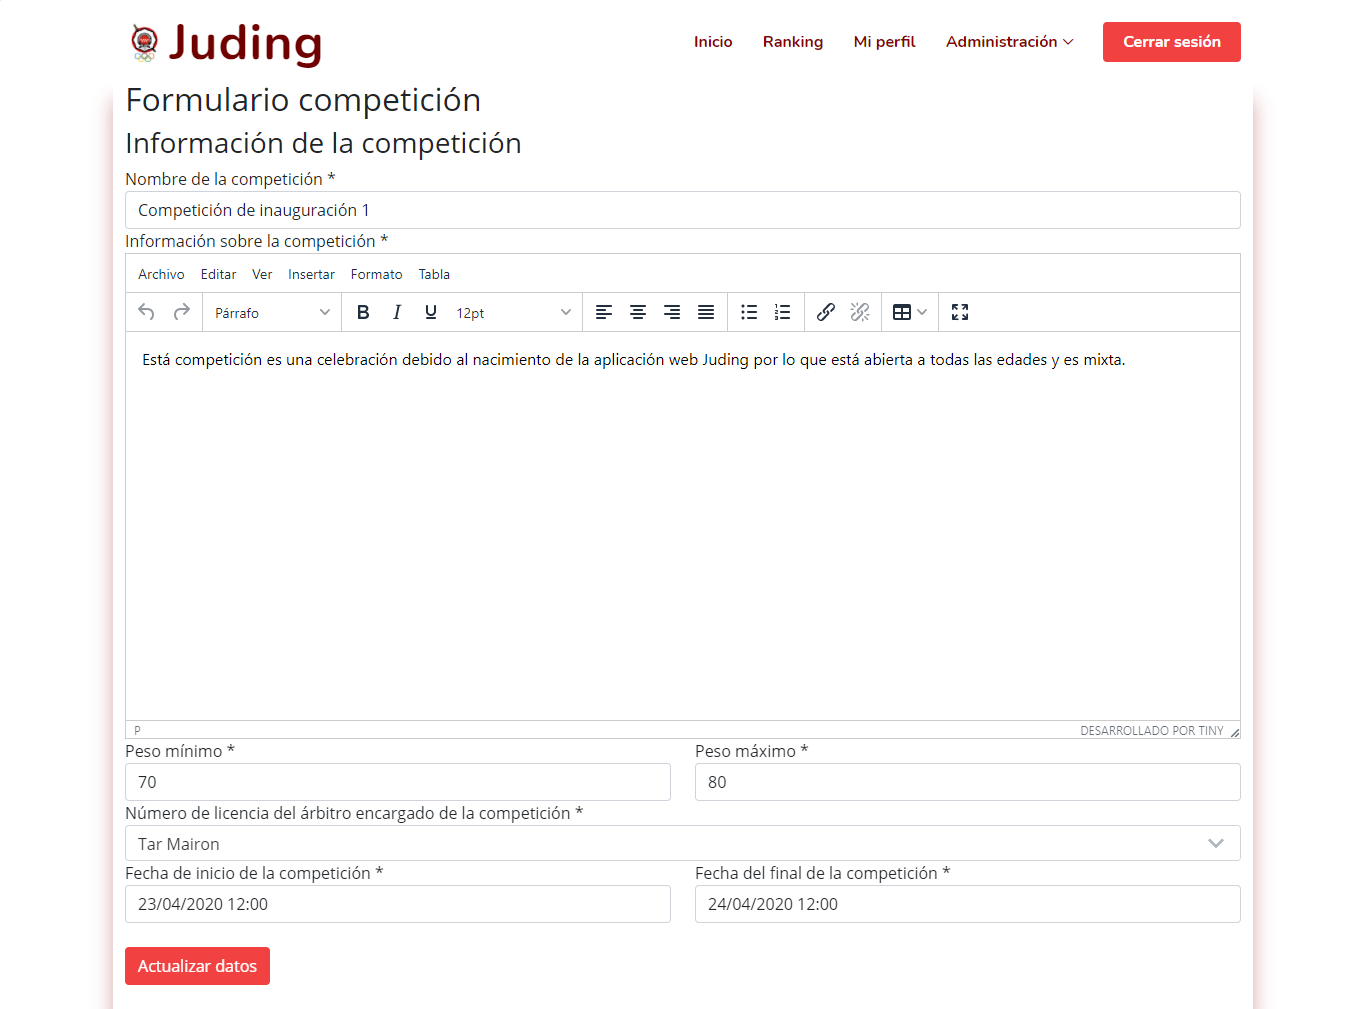 Juding
Inicio Ranking Mi perfil Administración Cerrar sesión
Formulario competición
Información de la competición
Nombre de la competición *
Competición de inauguración 1
Información sobre la competición *
Archivo Editar Ver Insertar Formato Tabla
Párrafo B I U 12pt
Está competición es una celebración debido al nacimiento de la aplicación web Juding por lo que está abierta a todas las edades y es mixta.
P DESARROLLADO POR TINY
Peso mínimo * Peso máximo *
70 80
Número de licencia del árbitro encargado de la competición *
Tar Mairon
Fecha de inicio de la competición * Fecha del final de la competición *
23/04/2020 12:00 24/04/2020 12:00
Actualizar datos